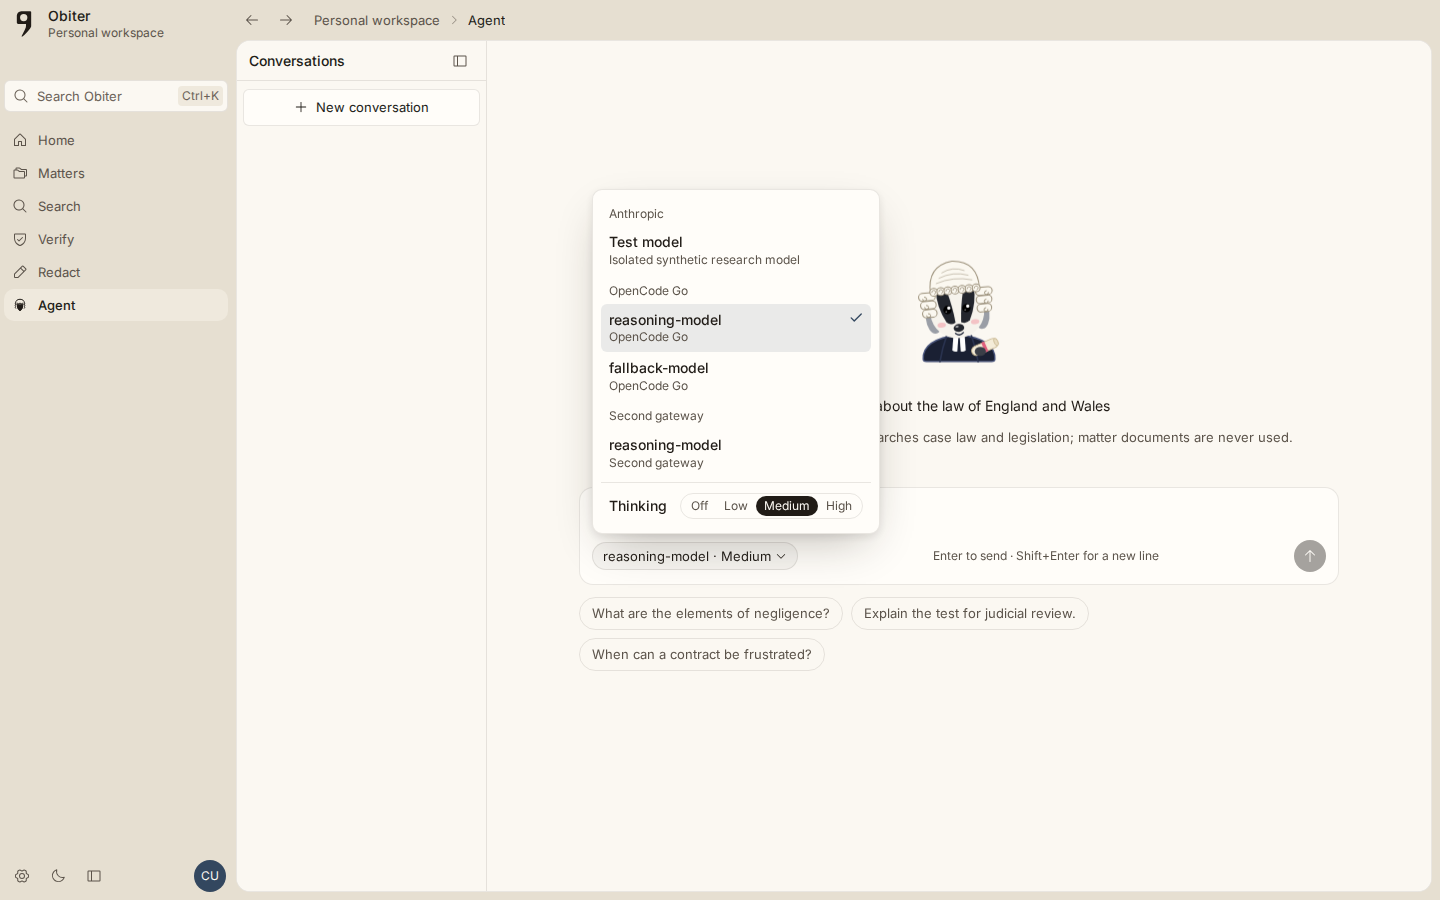 Obiter
Personal workspace
Search Obiter
Ctrl+K
Home
Matters
Search
Verify
Redact
Agent
CU
Personal workspace
Agent
Conversations
New conversation
Anthropic
Test model
Isolated synthetic research model
OpenCode Go
reasoning-model
OpenCode Go
fallback-model
OpenCode Go
Second gateway
reasoning-model
Second gateway
Thinking
Off
Low
Medium
High
about the law of England and Wales
case law and legislation; matter documents are never used.
reasoning-model · Medium
Enter to send · Shift+Enter for a new line
What are the elements of negligence?
Explain the test for judicial review.
When can a contract be frustrated?